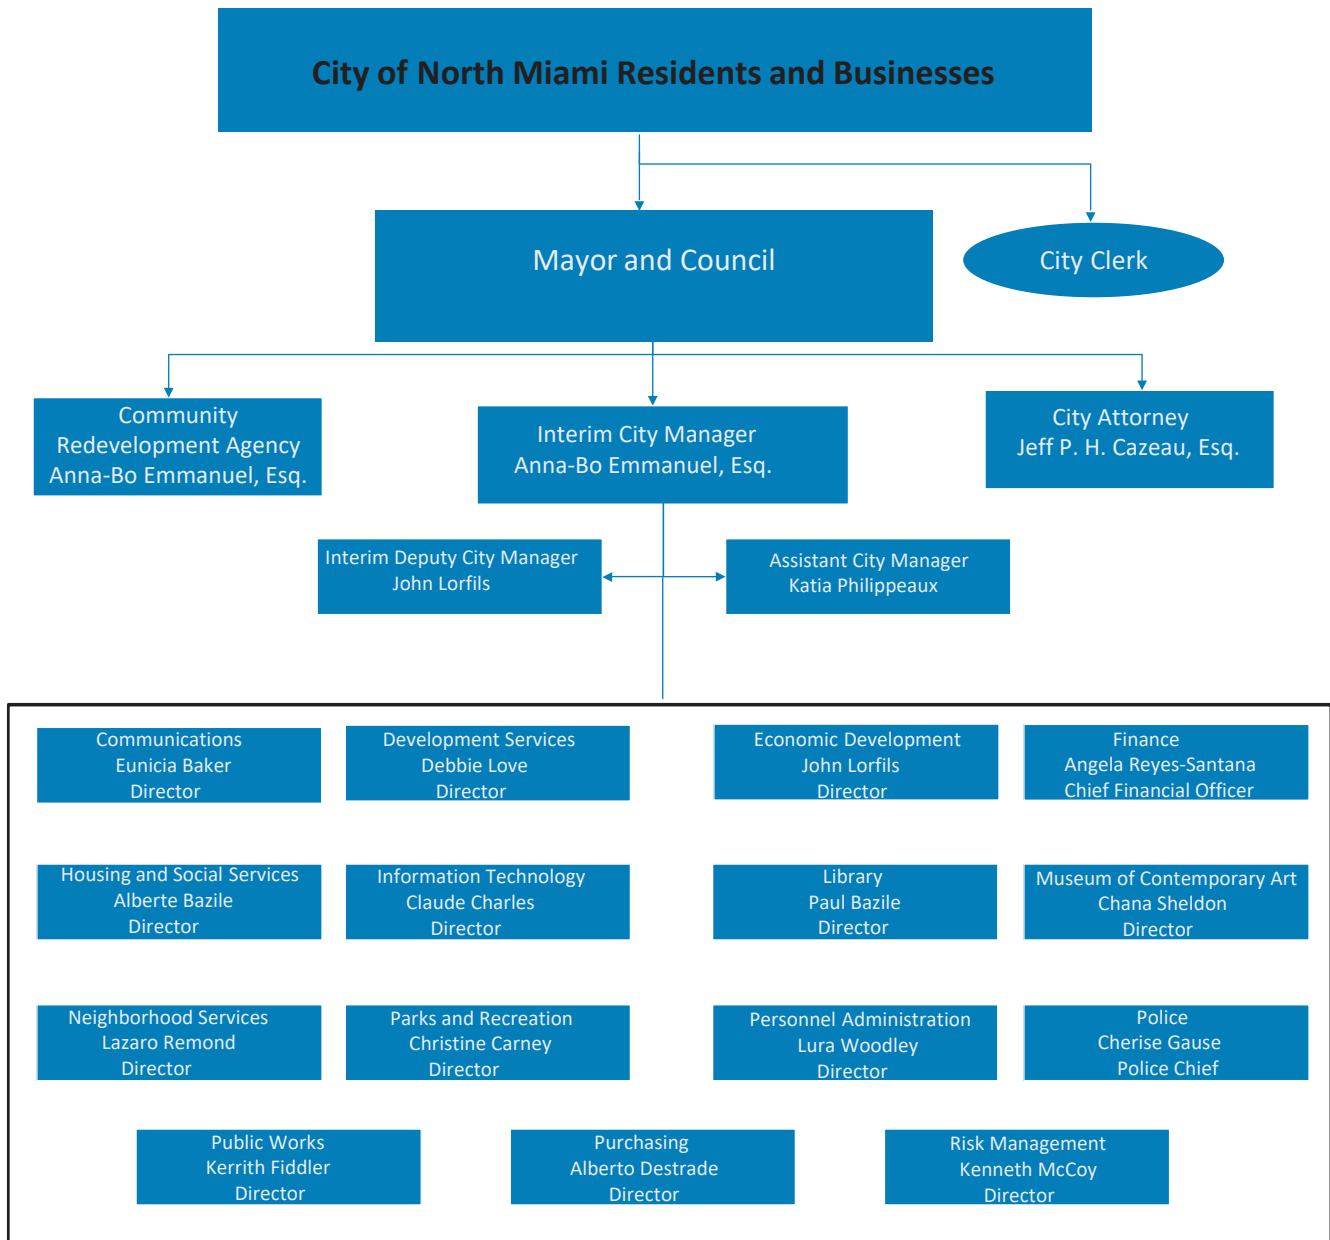 City of North Miami Residents and Businesses
Mayor and Council
City Clerk
Community
Redevelopment Agency
Anna-Bo Emmanuel, Esq.
Interim City Manager
Anna-Bo Emmanuel, Esq.
City Attorney
Jeff P. H. Cazeau, Esq.
Interim Deputy City Manager
John Lorfils
Assistant City Manager
Katia Philippeaux
Communications
Eunicia Baker
Director
Development Services
Debbie Love
Director
Economic Development
John Lorfils
Director
Finance
Angela Reyes-Santana
Chief Financial Officer
Housing and Social Services
Alberte Bazile
Director
Information Technology
Claude Charles
Director
Library
Paul Bazile
Director
Museum of Contemporary Art
Chana Sheldon
Director
Neighborhood Services
Lazaro Remond
Director
Parks and Recreation
Christine Carney
Director
Personnel Administration
Lura Woodley
Director
Police
Cherise Gause
Police Chief
Public Works
Kerrith Fiddler
Director
Purchasing
Alberto Destrade
Director
Risk Management
Kenneth McCoy
Director